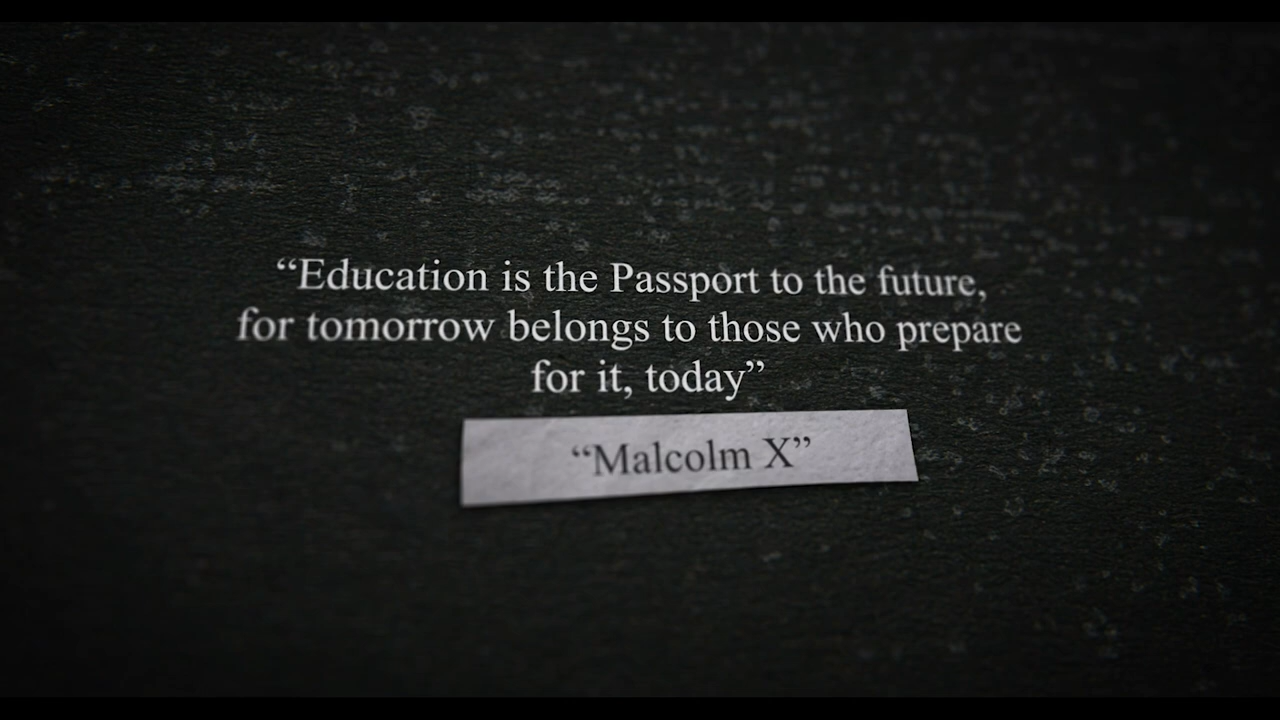 “Education is the Passport to the future,
for tomorrow belongs to those who prepare
for it, today”
“Malcolm X”